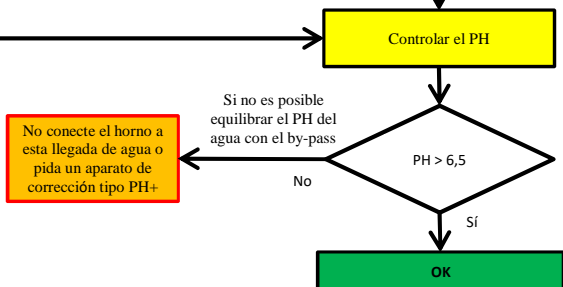 Controlar el PH
Si no es posible
equilibrar el PH del
agua con el by-pass
No conecte el horno a
esta llegada de agua o
pida un aparato de
corrección tipo PH+
PH > 6,5
No
Sí
OK